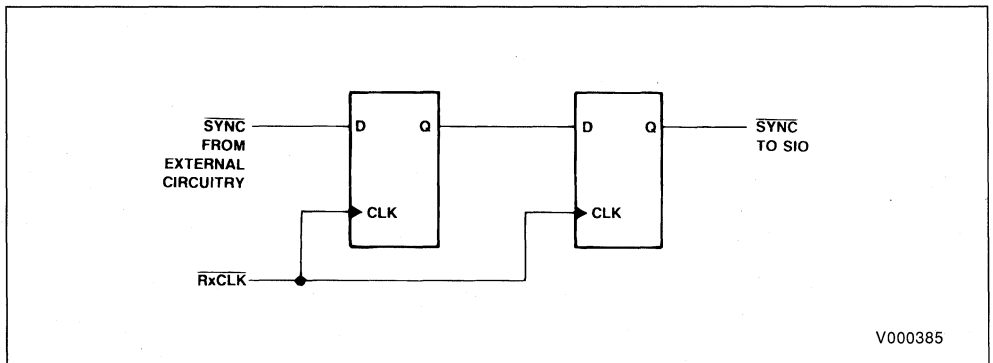 SYNC
FROM
EXTERNAL
CIRCUITRY
D Q
CLK
D Q
CLK
SYNC
TO SIO
RxCLK
V000385